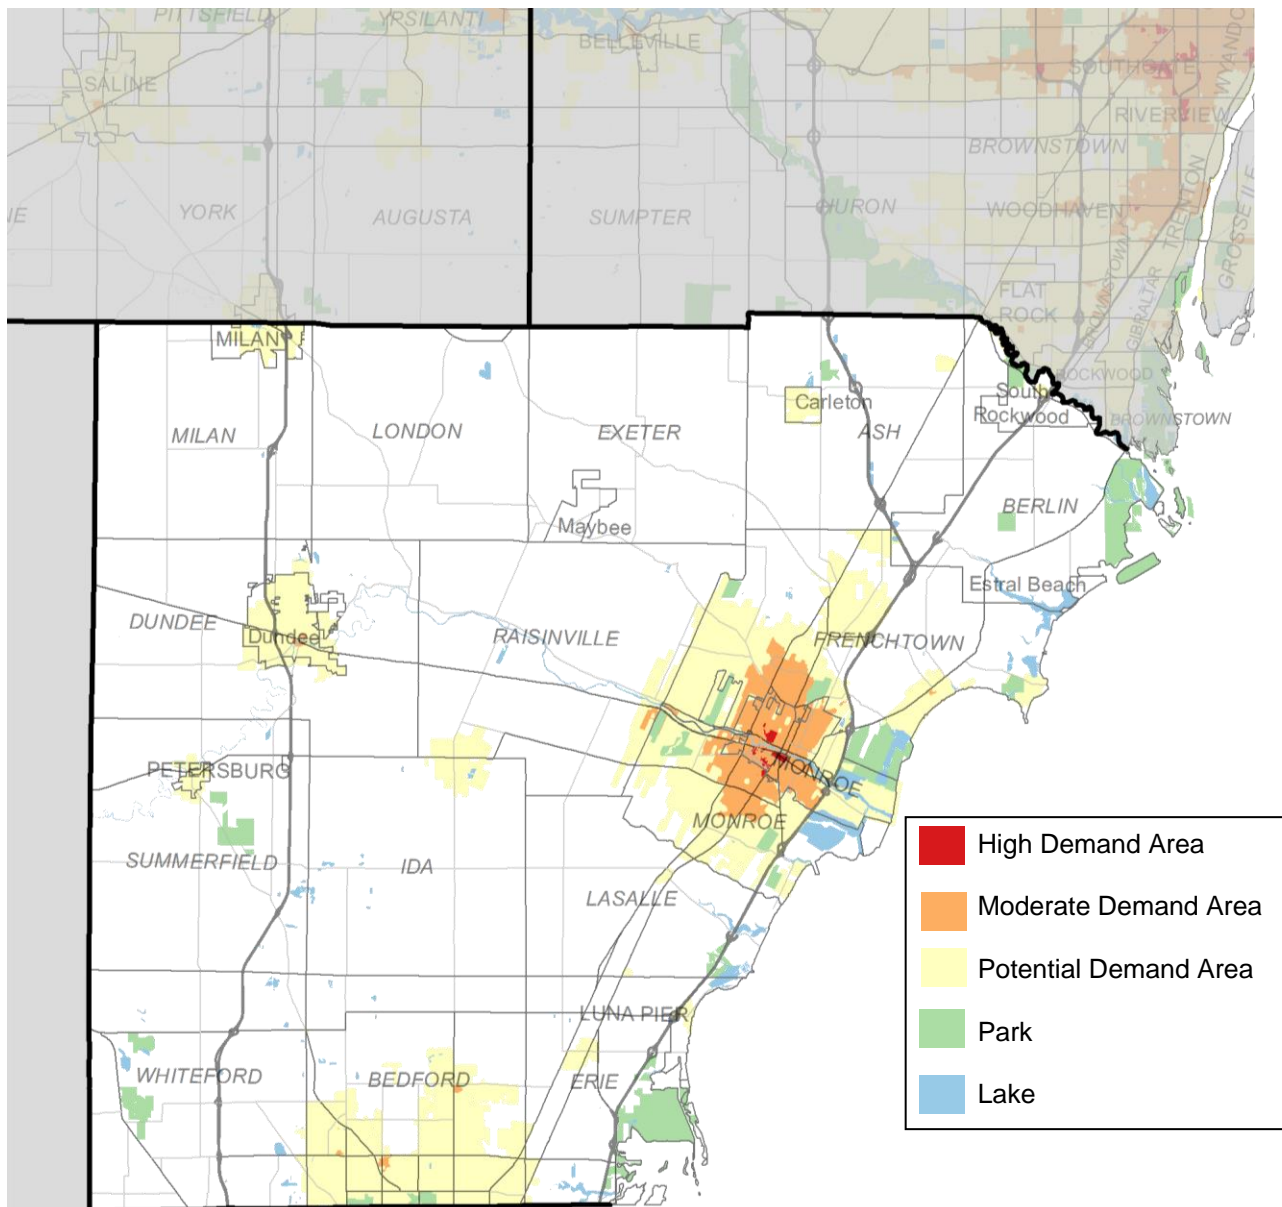 PITTSFIELD
YPSILANTI
BELLEVILLE
SALINE
SOUTHGATE
RIVERVIEW
BROWNSTOWN
YORK
AUGUSTA
SUMPTER
HURON
WOODHAVEN
TRENTON
GROSSE ILE
BROWNSTOWN
GIBRALTAR
FLAT
ROCK
ROCKWOOD
BROWNSTOWN
MILAN
South
Rockwood
Carleton
MILAN
LONDON
EXETER
ASH
BERLIN
Maybee
Estral Beach
DUNDEE
Dundee
RAISINVILLE
FRENCHTOWN
PETERSBURG
MONROE
MONROE
SUMMERFIELD
IDA
LASALLE
LUNA PIER
WHITEFORD
BEDFORD
ERIE
High Demand Area
Moderate Demand Area
Potential Demand Area
Park
Lake